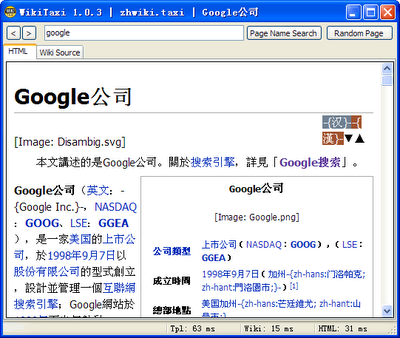 WikiTaxi 1.0.3 | zhwiki.taxi | Google公司
< > google Page Name Search Random Page
HTML Wiki Source
Google公司
-{汉}-{
漢}-▼▲
[Image: Disambig.svg]
本文講述的是Google公司。關於搜索引擎，詳見「Google搜索」。
Google公司（英文：-
{Google Inc.}-，NASDAQ
：GOOG、LSE：GGEA
），是一家美国的上市公
司，於1998年9月7日以
股份有限公司的型式創立
，設計並管理一個互聯網
搜索引擎；Google網站於
Google公司
[Image: Google.png]
公司類型 上市公司（NASDAQ：GOOG），（LSE：
GGEA）
成立時間 1998年9月7日（加州-{zh-hans:门洛帕克;
zh-hant:門洛園市;}-）[1]
總部地點 美国加州-{zh-hans:芒廷维尤; zh-hant:山
Tpl: 63 ms Wiki: 15 ms HTML: 31 ms